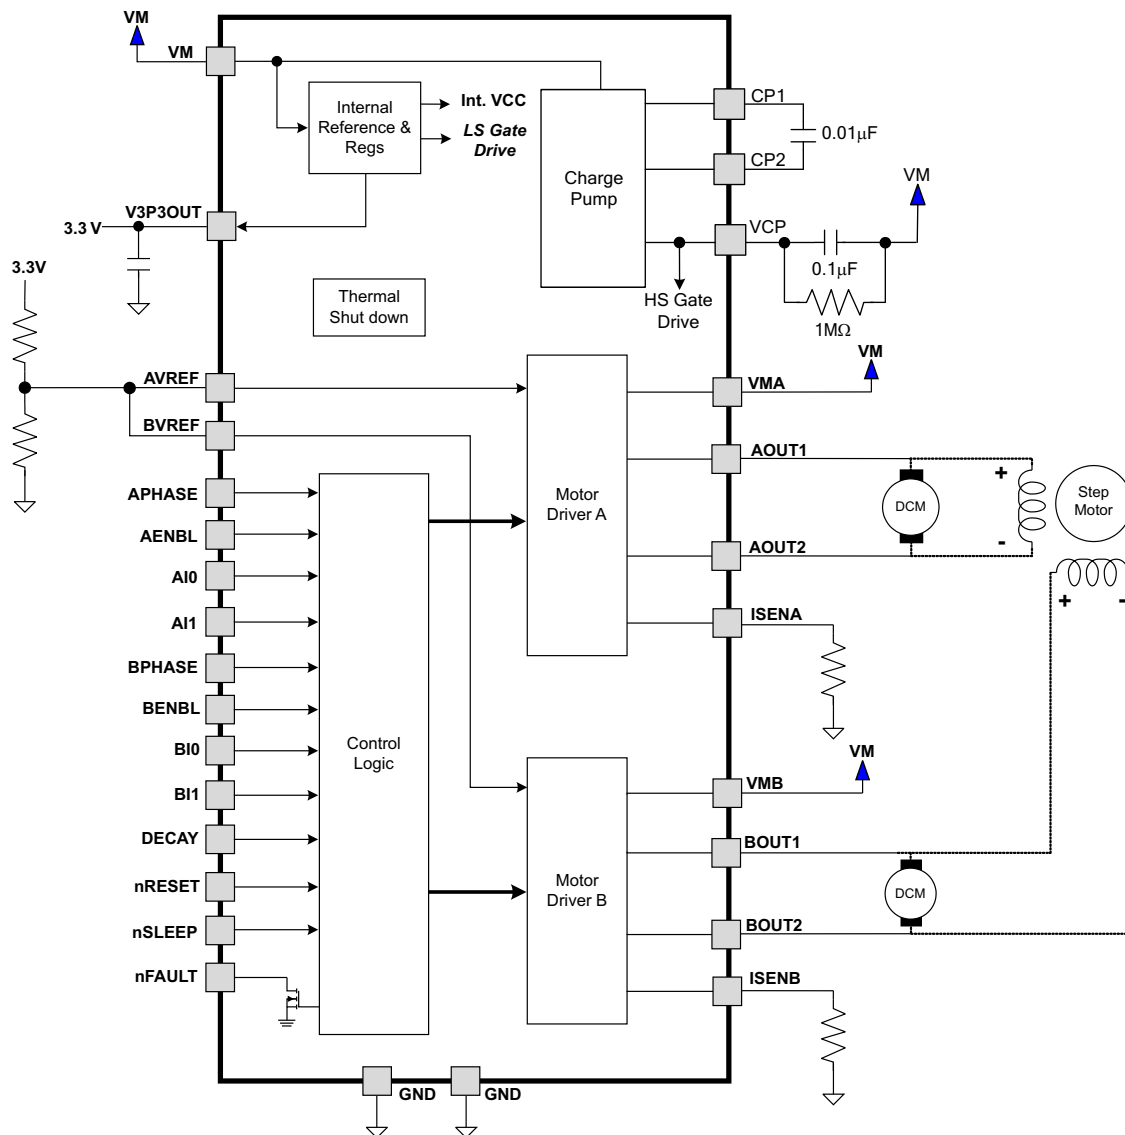 VM
VM
Internal
Reference &
Regs
Int. VCC
LS Gate
Drive
Charge
Pump
CP1
0.01μF
CP2
VM
VCP
0.1μF
1MΩ
HS Gate
Drive
V3P3OUT
3.3 V
3.3V
Thermal
Shut down
AVREF
BVREF
Motor
Driver A
VM
VMA
AOUT1
DCM
+
-
Step
Motor
AOUT2
+
-
ISENA
APHASE
AENBL
AI0
AI1
BPHASE
BENBL
BI0
BI1
DECAY
nRESET
nSLEEP
nFAULT
Control
Logic
Motor
Driver B
VM
VMB
BOUT1
DCM
BOUT2
ISENB
GND
GND